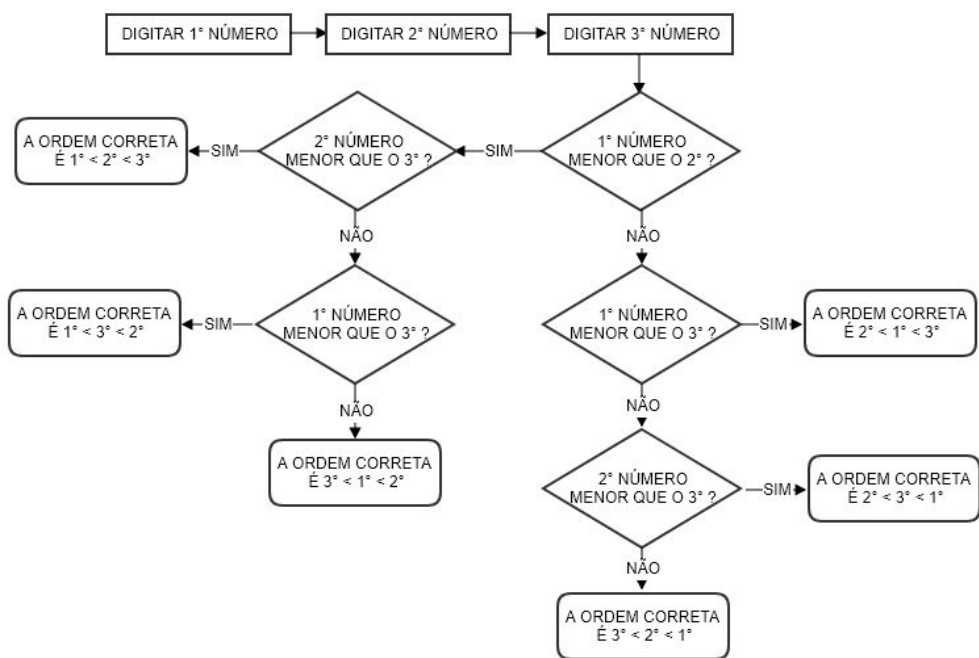 DIGITAR 1° NÚMERO
DIGITAR 2° NÚMERO
DIGITAR 3° NÚMERO
A ORDEM CORRETA
É 1° < 2° < 3°
SIM
2° NÚMERO
MENOR QUE O 3° ?
SIM
1° NÚMERO
MENOR QUE O 2° ?
NÃO
NÃO
A ORDEM CORRETA
É 1° < 3° < 2°
SIM
1° NÚMERO
MENOR QUE O 3° ?
1° NÚMERO
MENOR QUE O 3° ?
SIM
A ORDEM CORRETA
É 2° < 1° < 3°
NÃO
NÃO
A ORDEM CORRETA
É 3° < 1° < 2°
2° NÚMERO
MENOR QUE O 3° ?
SIM
A ORDEM CORRETA
É 2° < 3° < 1°
NÃO
A ORDEM CORRETA
É 3° < 2° < 1°